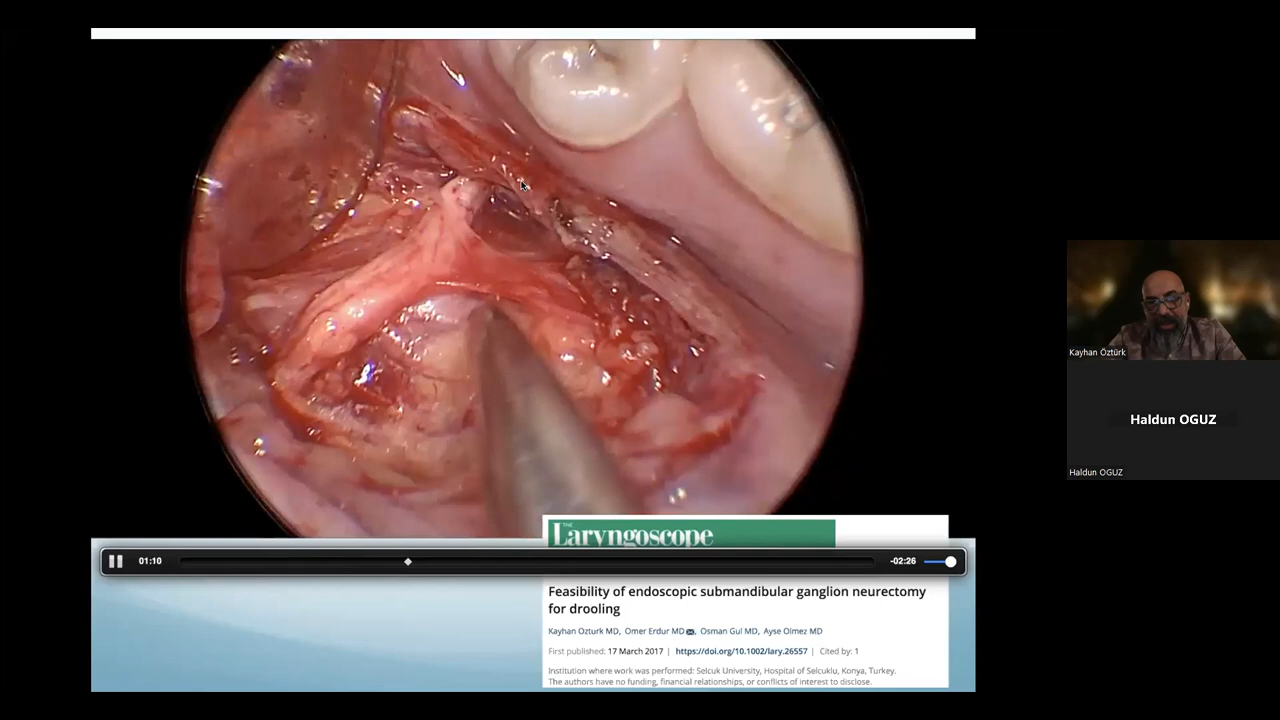 THE
Laryngoscope
01:10
-02:26
Feasibility of endoscopic submandibular ganglion neurectomy
for drooling
Kayhan Ozturk MD, Omer Erdur MD, Osman Gul MD, Ayse Olmez MD
First published: 17 March 2017 | https://doi.org/10.1002/lary.26557 | Cited by: 1
Institution where work was performed: Selcuk University, Hospital of Selcuklu, Konya, Turkey.
The authors have no funding, financial relationships, or conflicts of interest to disclose.
Kayhan Öztürk
Haldun OGUZ
Haldun OGUZ